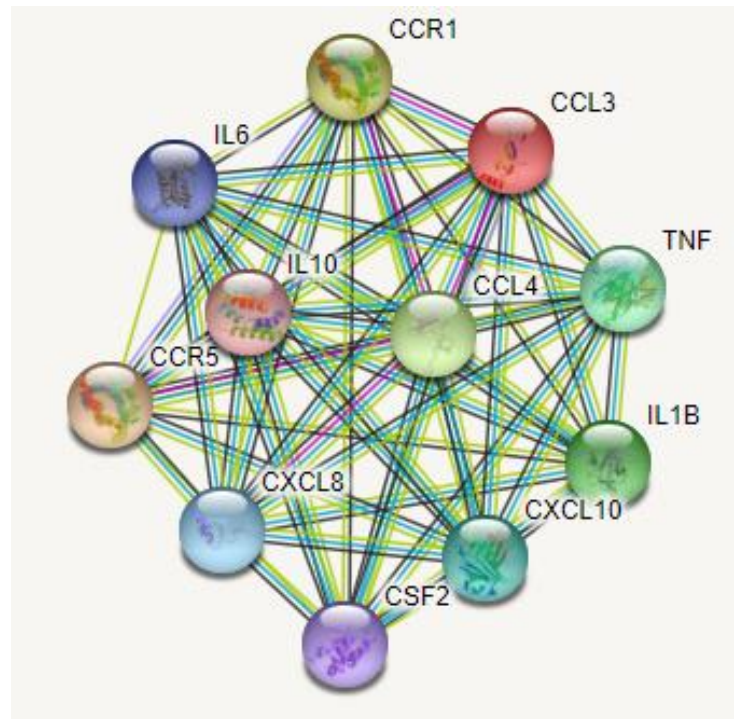 CCR1
CCL3
IL6
TNF
IL10
CCL4
CCR5
IL1B
CXCL8
CXCL10
CSF2